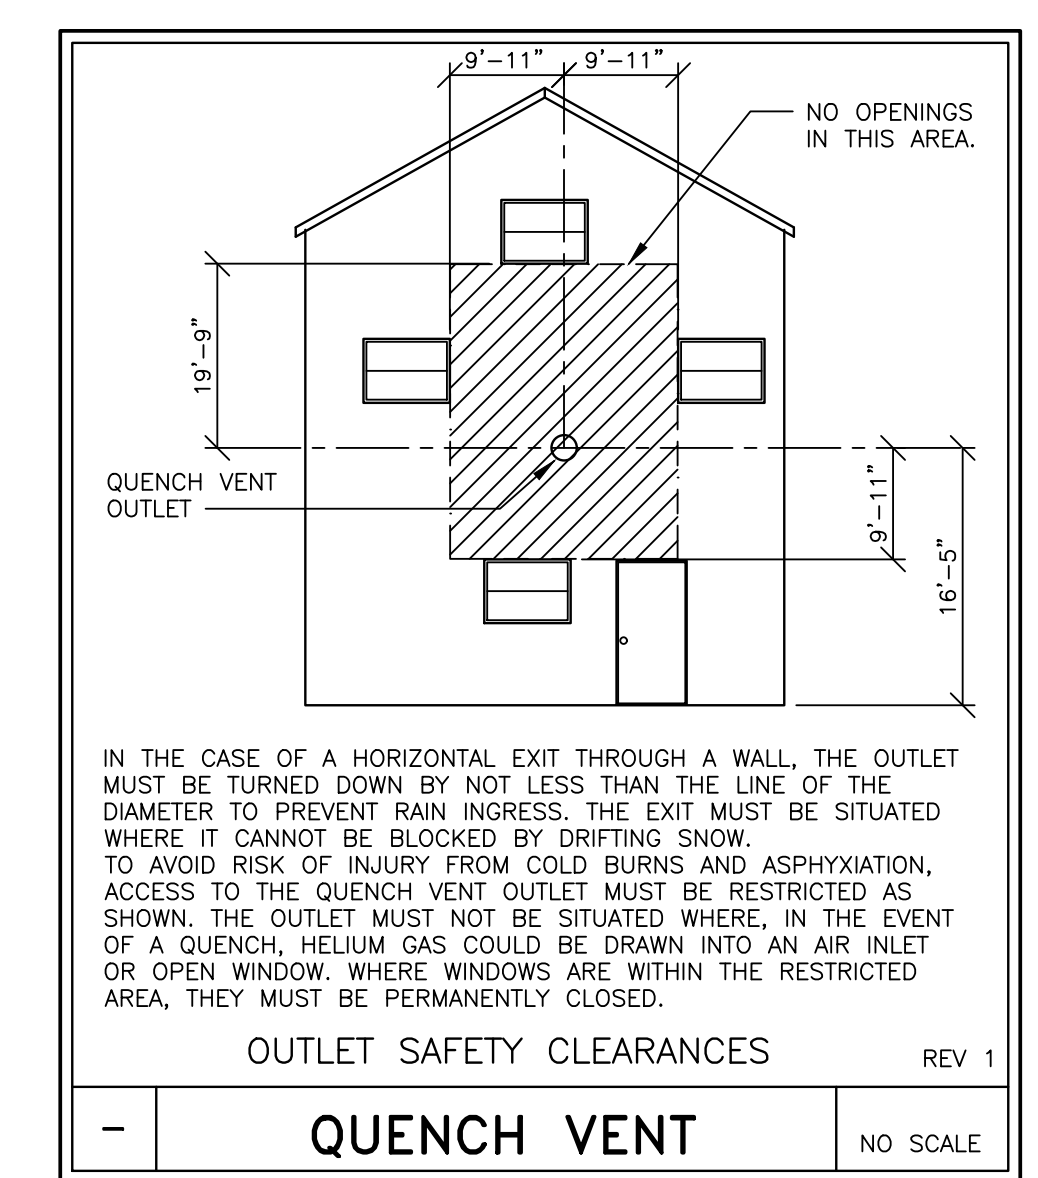 9'-11" 9'-11"
NO OPENINGS
IN THIS AREA.
19'-9"
QUENCH VENT
OUTLET
9'-11"
16'-5"
IN THE CASE OF A HORIZONTAL EXIT THROUGH A WALL, THE OUTLET
MUST BE TURNED DOWN BY NOT LESS THAN THE LINE OF THE
DIAMETER TO PREVENT RAIN INGRESS. THE EXIT MUST BE SITUATED
WHERE IT CANNOT BE BLOCKED BY DRIFTING SNOW.
TO AVOID RISK OF INJURY FROM COLD BURNS AND ASPHYXIATION,
ACCESS TO THE QUENCH VENT OUTLET MUST BE RESTRICTED AS
SHOWN. THE OUTLET MUST NOT BE SITUATED WHERE, IN THE EVENT
OF A QUENCH, HELIUM GAS COULD BE DRAWN INTO AN AIR INLET
OR OPEN WINDOW. WHERE WINDOWS ARE WITHIN THE RESTRICTED
AREA, THEY MUST BE PERMANENTLY CLOSED.
OUTLET SAFETY CLEARANCES
REV 1
–
QUENCH VENT
NO SCALE